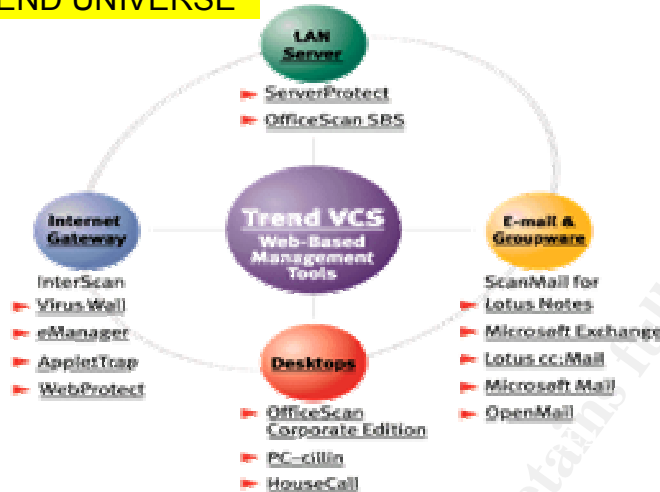 END UNIVERSE
LAN
Server
ServerProtect
OfficeScan SBS
Internet
Gateway
Trend VCS
Web-Based
Management
Tools
E-mail &
Groupware
InterScan
Virus Wall
eManager
AppletTrap
WebProtect
ScanMail for
Lotus Notes
Microsoft Exchange
Lotus cc:Mail
Microsoft Mail
OpenMail
Desktops
OfficeScan
Corporate Edition
PC-cillin
HouseCall